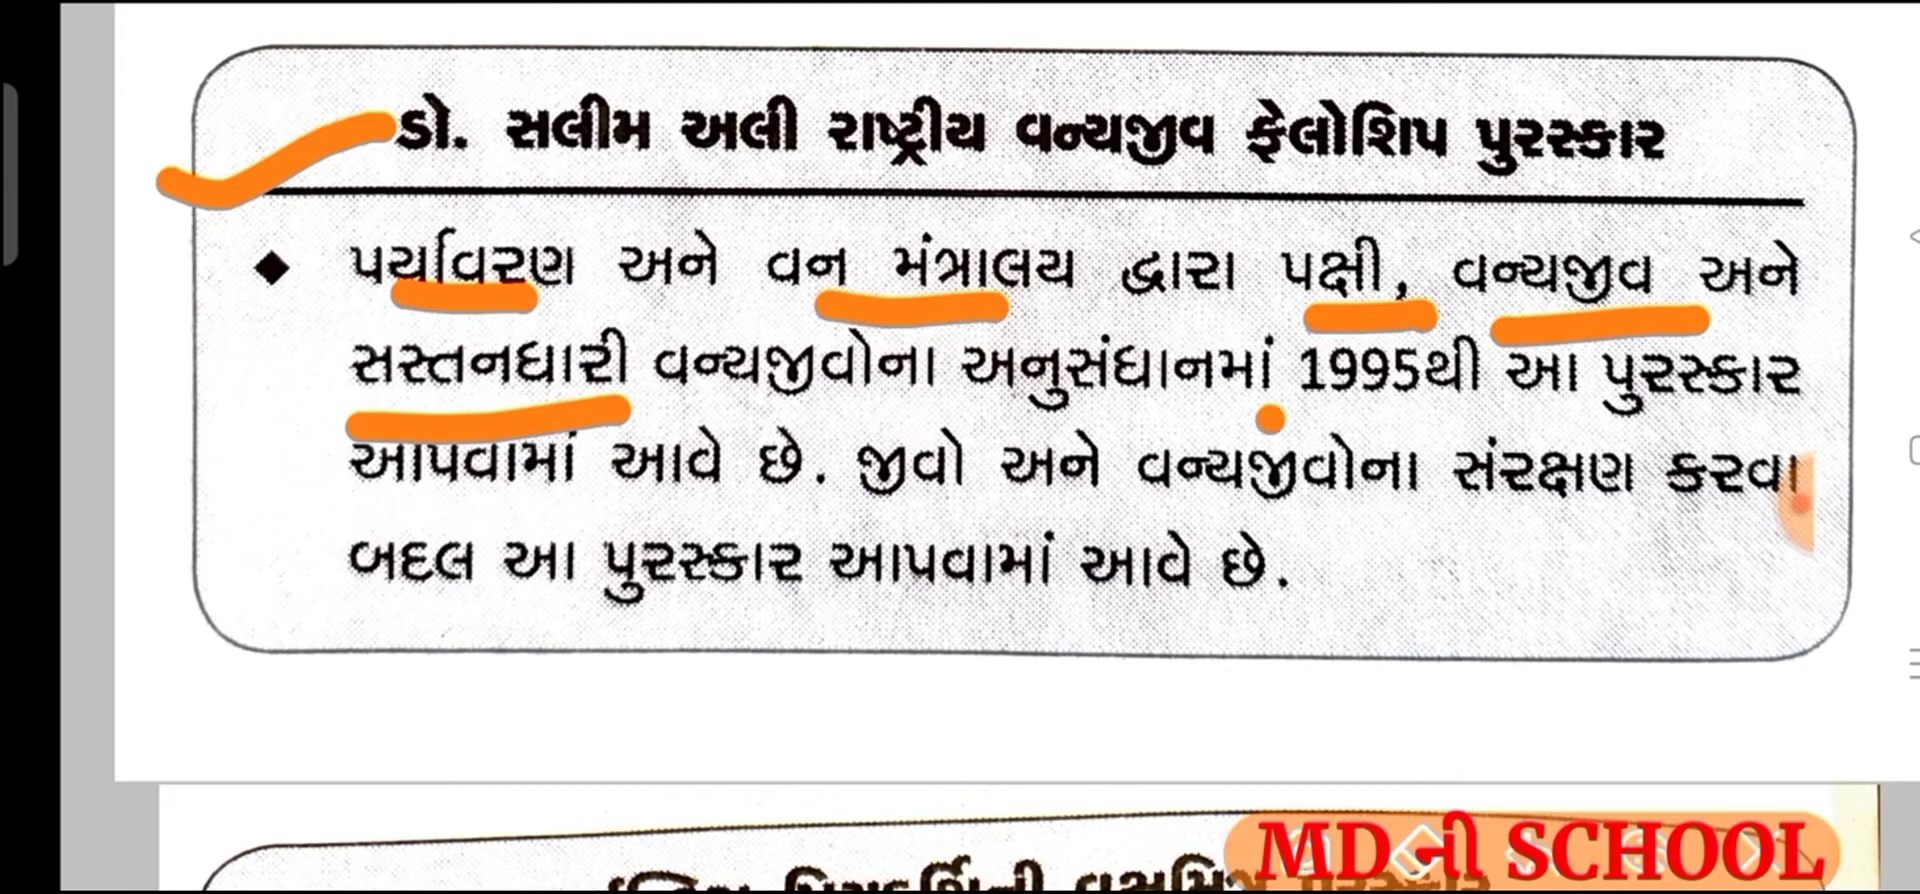 ડો. સલીમ અલી રાષ્ટ્રીય વન્યજીવ ફેલોશિપ પુરસ્કાર
◆ પર્યાવરણ અને વન મંત્રાલય દ્વારા પક્ષી, વન્યજીવ અને
સસ્તનધારી વન્યજીવોના અનુસંધાનમાં 1995થી આ પુરસ્કાર
આપવામાં આવે છે. જીવો અને વન્યજીવોના સંરક્ષણ કરવા
બદલ આ પુરસ્કાર આપવામાં આવે છે.
MDની SCHOOL